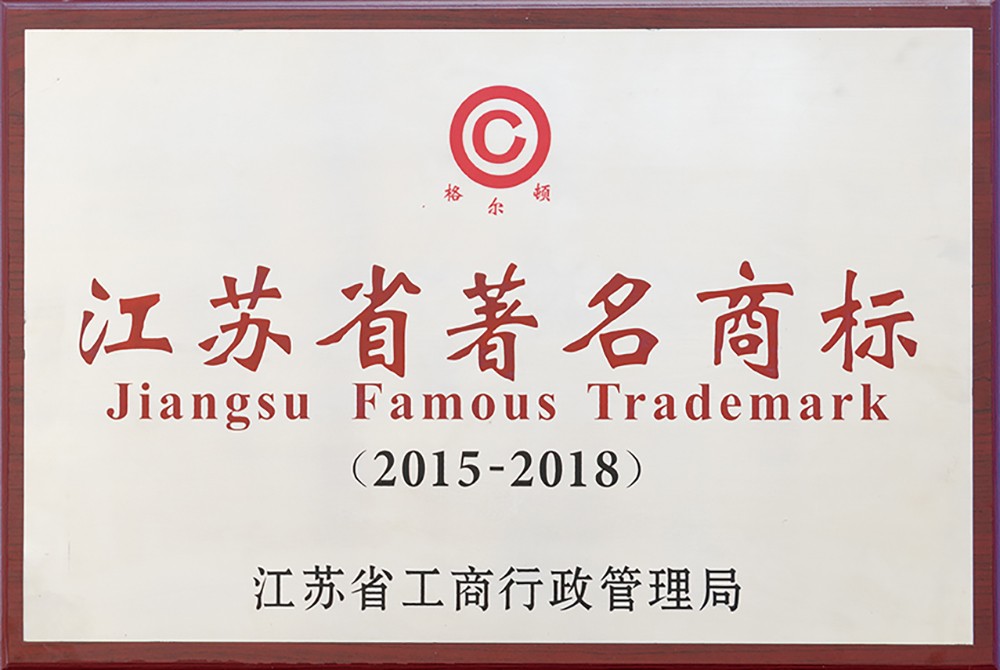 C
格尔顿
江苏省著名商标
Jiangsu Famous Trademark
（2015-2018）
江苏省工商行政管理局